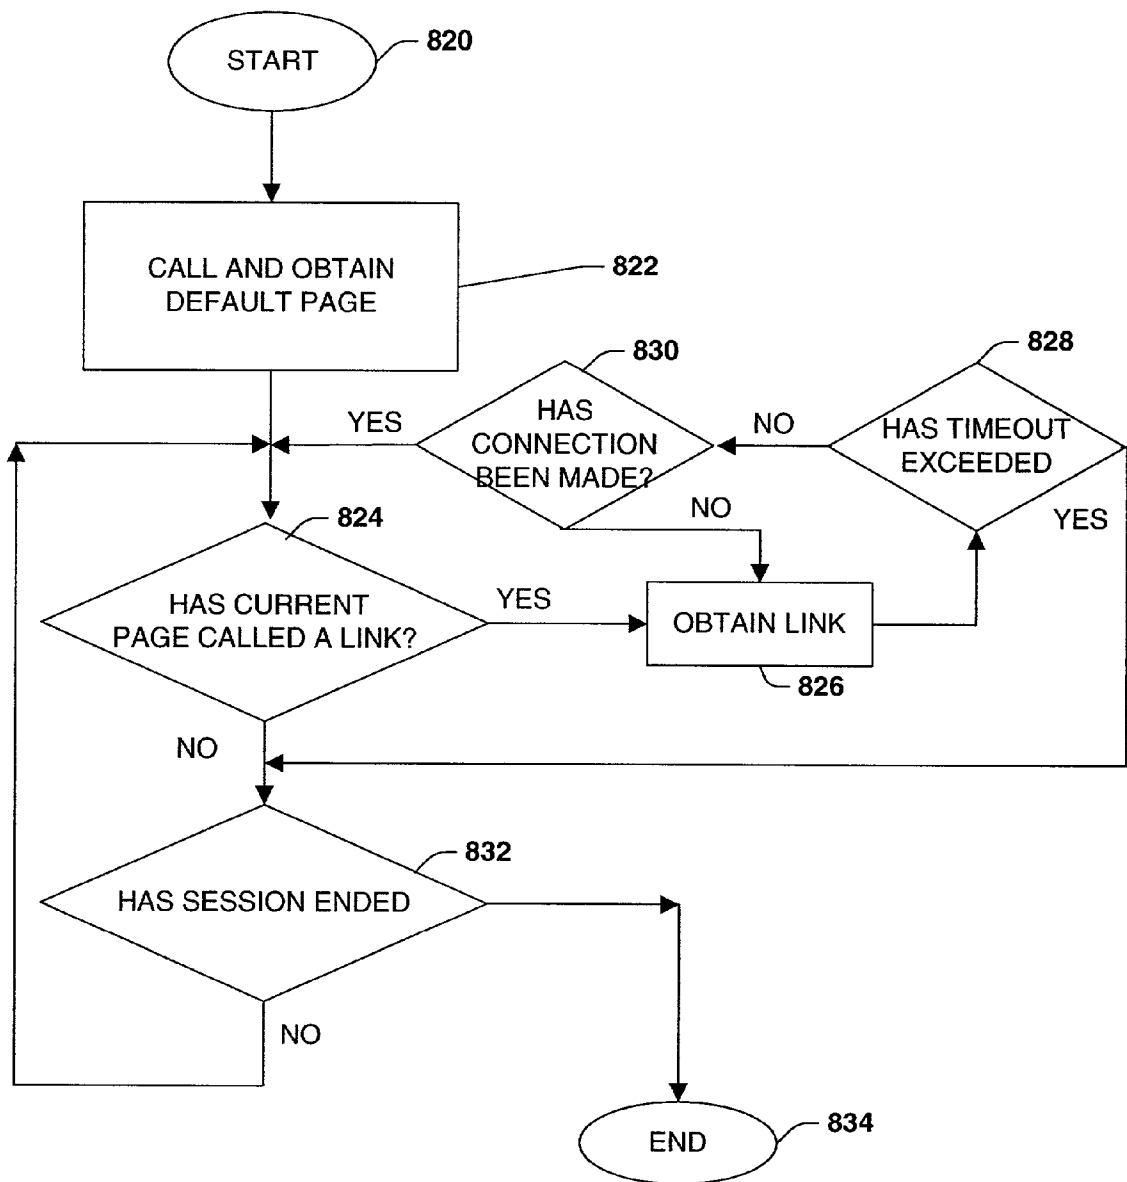 START
820
CALL AND OBTAIN
DEFAULT PAGE
822
830
828
YES
HAS
CONNECTION
BEEN MADE?
NO
HAS TIMEOUT
EXCEEDED
824
NO
YES
HAS CURRENT
PAGE CALLED A LINK?
YES
OBTAIN LINK
826
NO
832
HAS SESSION ENDED
NO
END
834